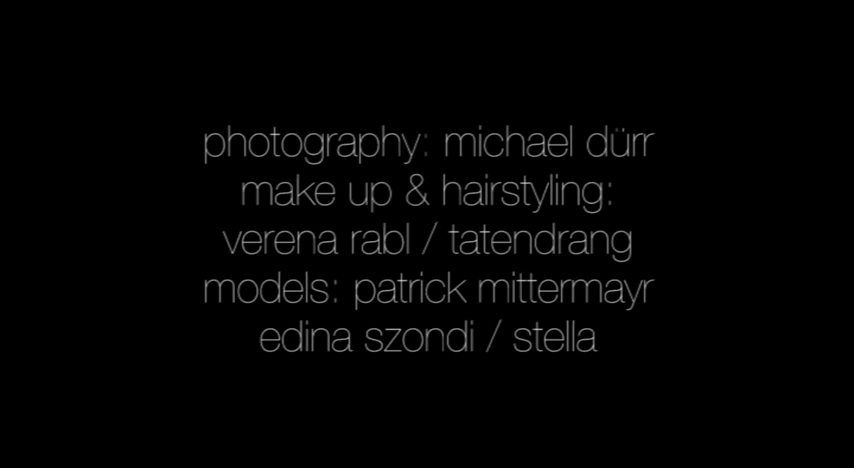 photography: michael dürr
make up & hairstyling:
verena rabl / tatendrang
models: patrick mittermayr
edina szondi / stella